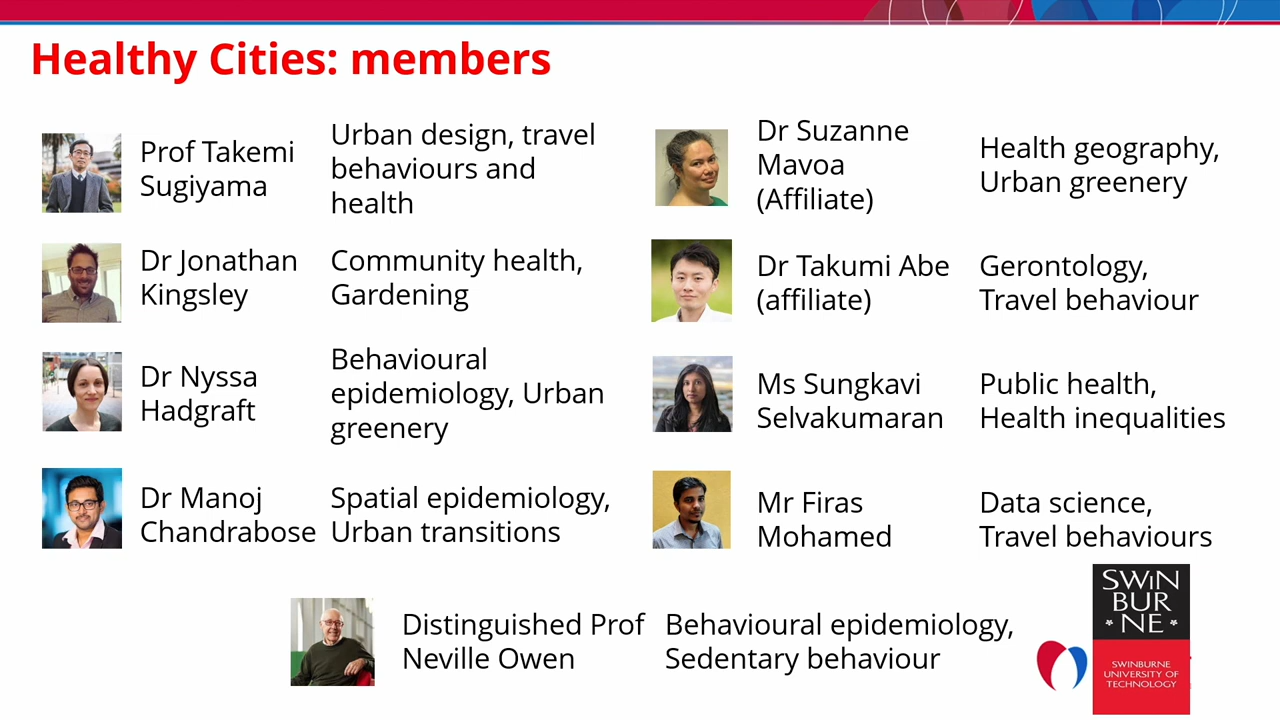 Healthy Cities: members
Prof Takemi
Sugiyama
Urban design, travel
behaviours and
health
Dr Jonathan
Kingsley
Community health,
Gardening
Dr Nyssa
Hadgraft
Behavioural
epidemiology, Urban
greenery
Dr Manoj
Chandrabose
Spatial epidemiology,
Urban transitions
Dr Suzanne
Mavoa
(Affiliate)
Health geography,
Urban greenery
Dr Takumi Abe
(affiliate)
Gerontology,
Travel behaviour
Ms Sungkavi
Selvakumaran
Public health,
Health inequalities
Mr Firas
Mohamed
Data science,
Travel behaviours
Distinguished Prof
Neville Owen
Behavioural epidemiology,
Sedentary behaviour
SWiN
BUR
* NE *
SWINBURNE
UNIVERSITY OF
TECHNOLOGY